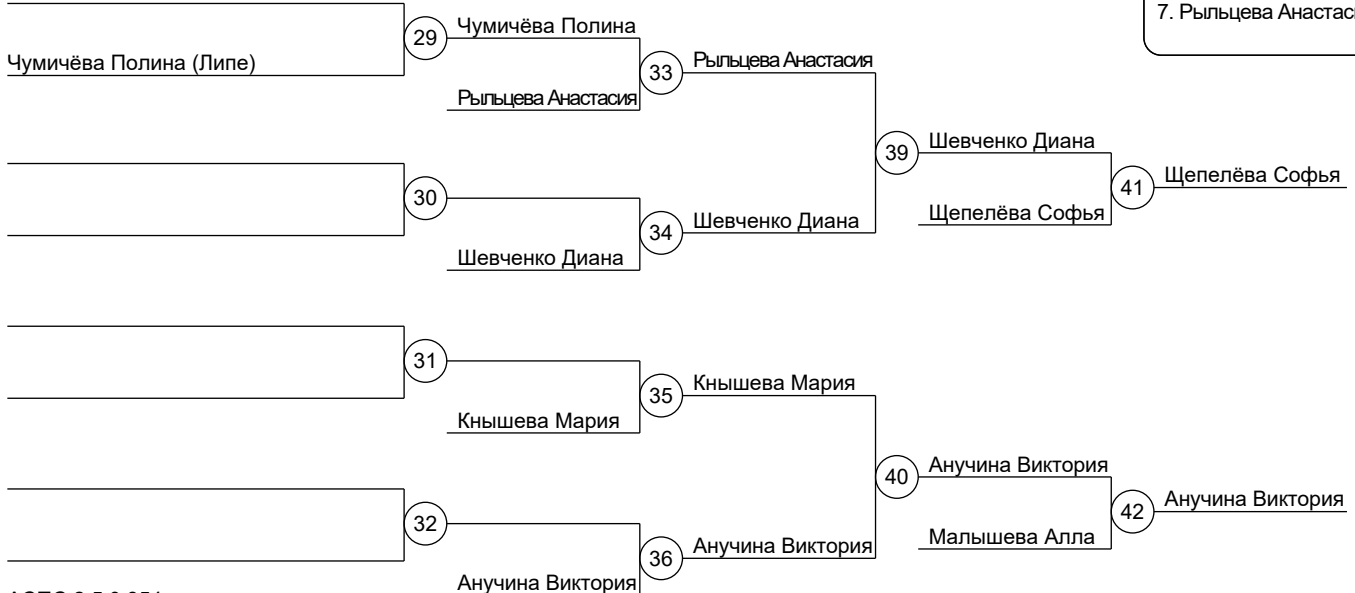 7. Рыльцева
29
Чумичёва Полина
Чумичёва Полина (Липе)
33
Рыльцева Анастасия
Рыльцева Анастасия
39
Шевченко Диана
41
Щепелёва Софья
30
Щепелёва Софья
34
Шевченко Диана
Шевченко Диана
31
35
Кнышева Мария
Кнышева Мария
40
Анучина Виктория
42
Анучина Виктория
32
Малышева Алла
36
Анучина Виктория
Анучина Виктория